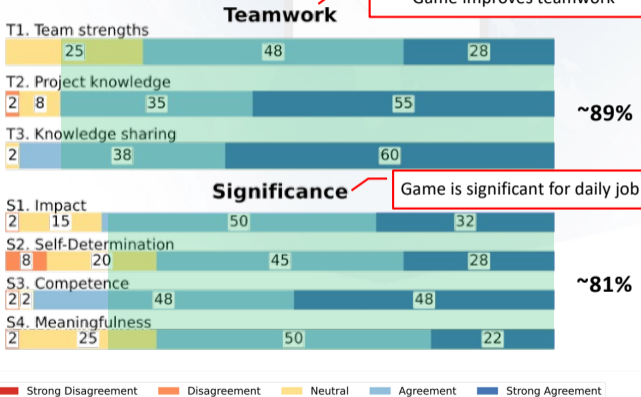 Game improves teamwork
Teamwork
T1. Team strengths
25 48 28
T2. Project knowledge
2 8 35 55
~89%
T3. Knowledge sharing
2 38 60
Significance
Game is significant for daily job
S1. Impact
2 15 50 32
S2. Self-Determination
8 20 45 28
~81%
S3. Competence
2 2 48 48
S4. Meaningfulness
2 25 50 22
Strong Disagreement Disagreement Neutral Agreement Strong Agreement